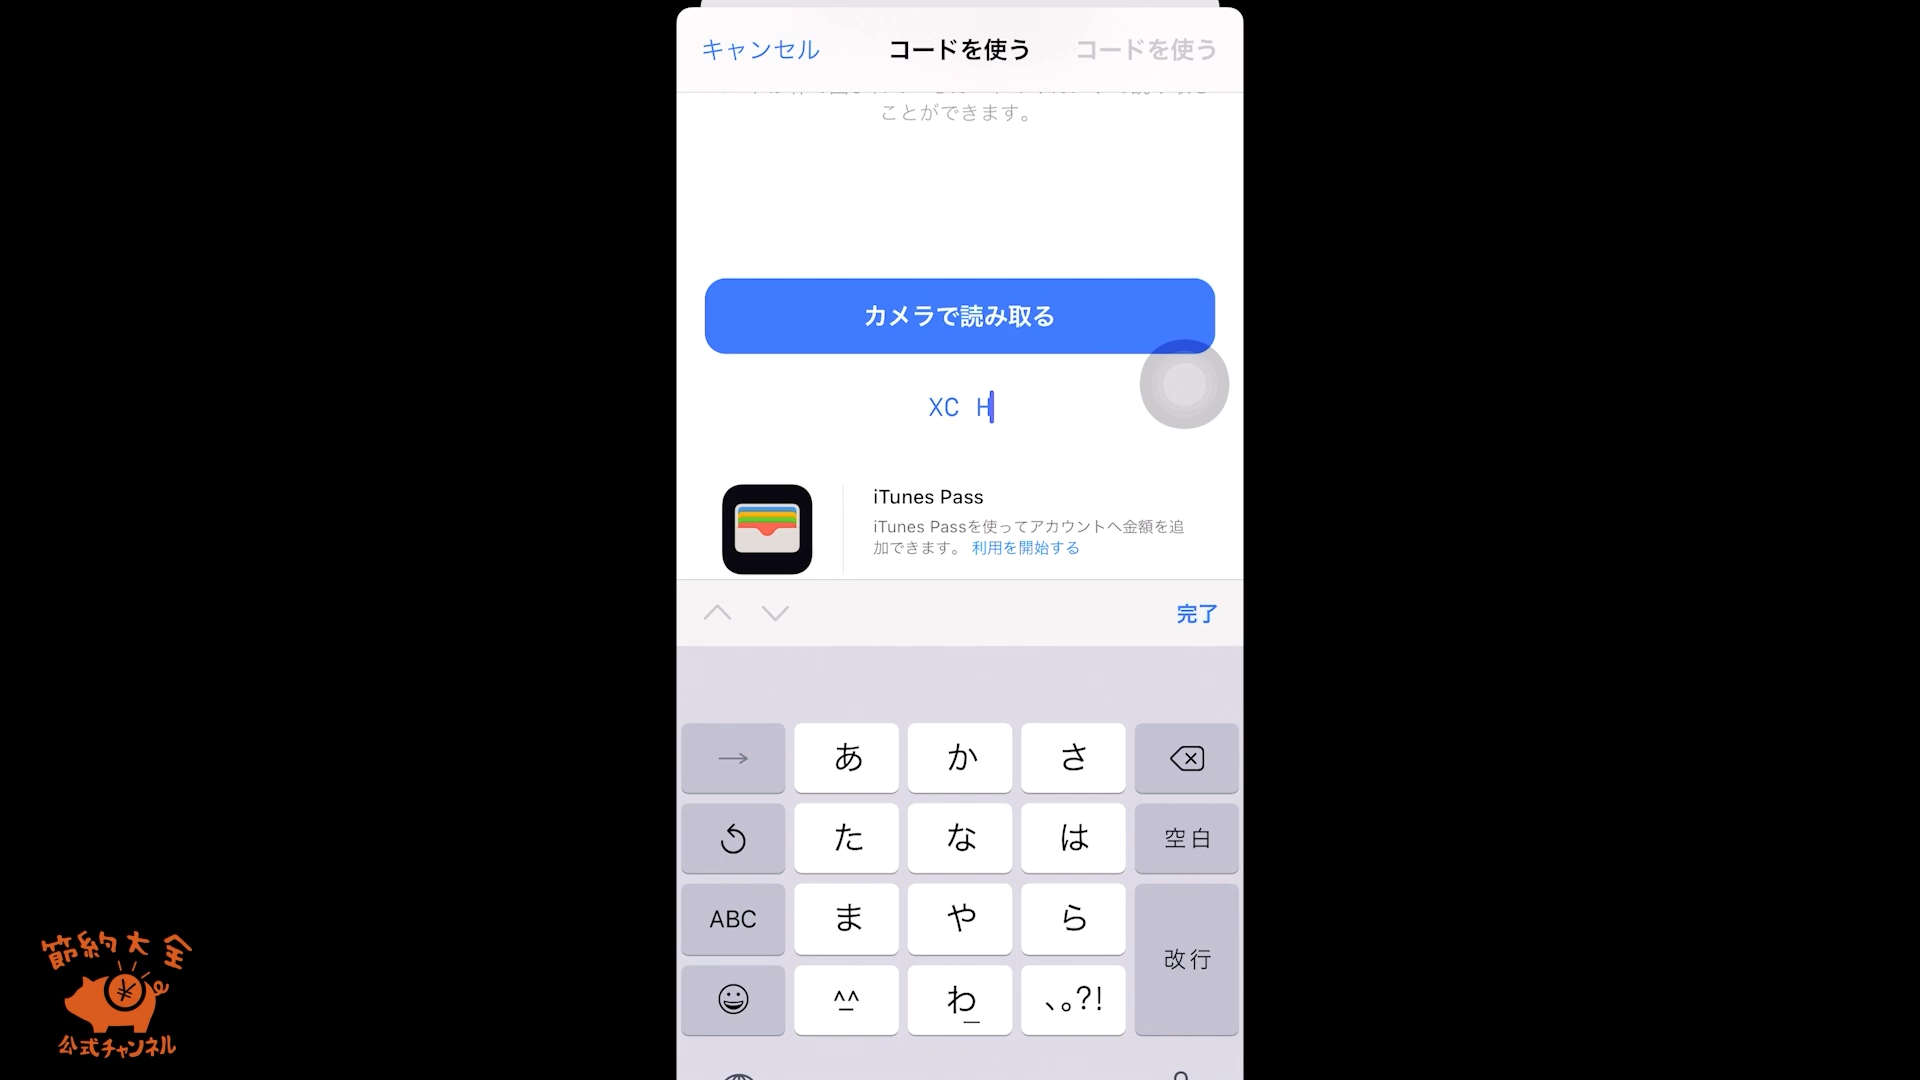 キャンセル
コードを使う
コードを使う
ことができます。
カメラで読み取る
XC H
iTunes Pass
iTunes Passを使ってアカウントへ金額を追
加できます。 利用を開始する
完了
→ あ か さ
た な は 空白
ABC ま や ら
改行
^^ わ 、。?!
節約大全
公式チャンネル